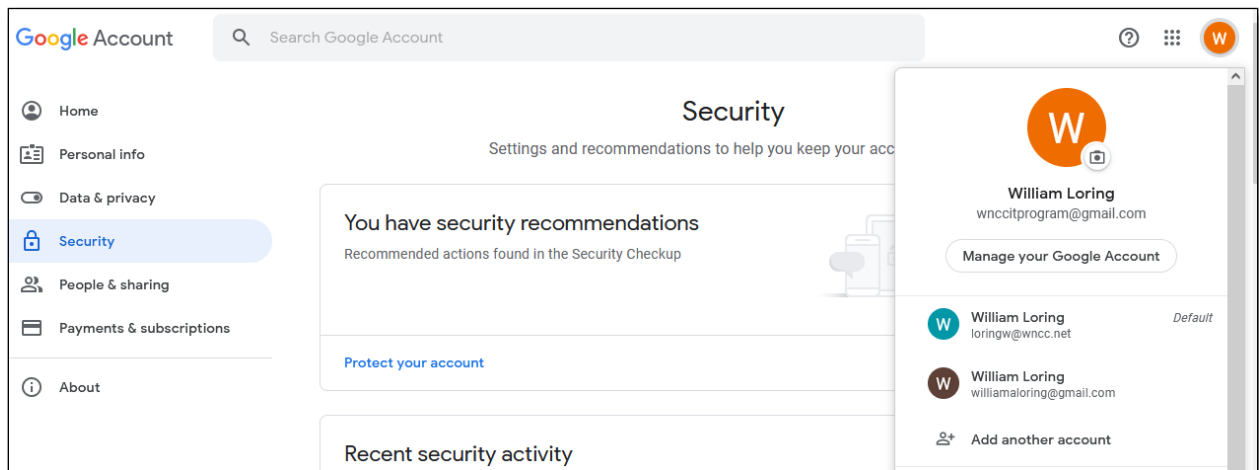 Google Account
Search Google Account
W
Home
Personal info
Data & privacy
Security
People & sharing
Payments & subscriptions
About
Security
Settings and recommendations to help you keep your acc
You have security recommendations
Recommended actions found in the Security Checkup
Protect your account
Recent security activity
W
William Loring
wnccitprogram@gmail.com
Manage your Google Account
W
William Loring
Default
loringw@wncc.net
W
William Loring
williamaloring@gmail.com
Add another account